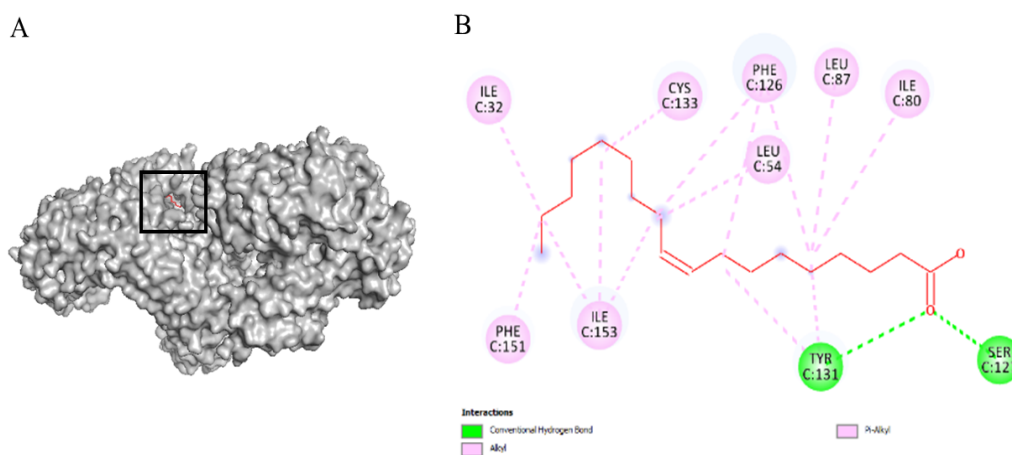 A
B
ILE
C:32
CYS
C:133
PHE
C:126
LEU
C:87
ILE
C:80
LEU
C:54
O
O
PHE
C:151
ILE
C:153
TYR
C:131
SER
C:12
Interactions
Conventional Hydrogen Bond
Alkyl
Pi-Alkyl